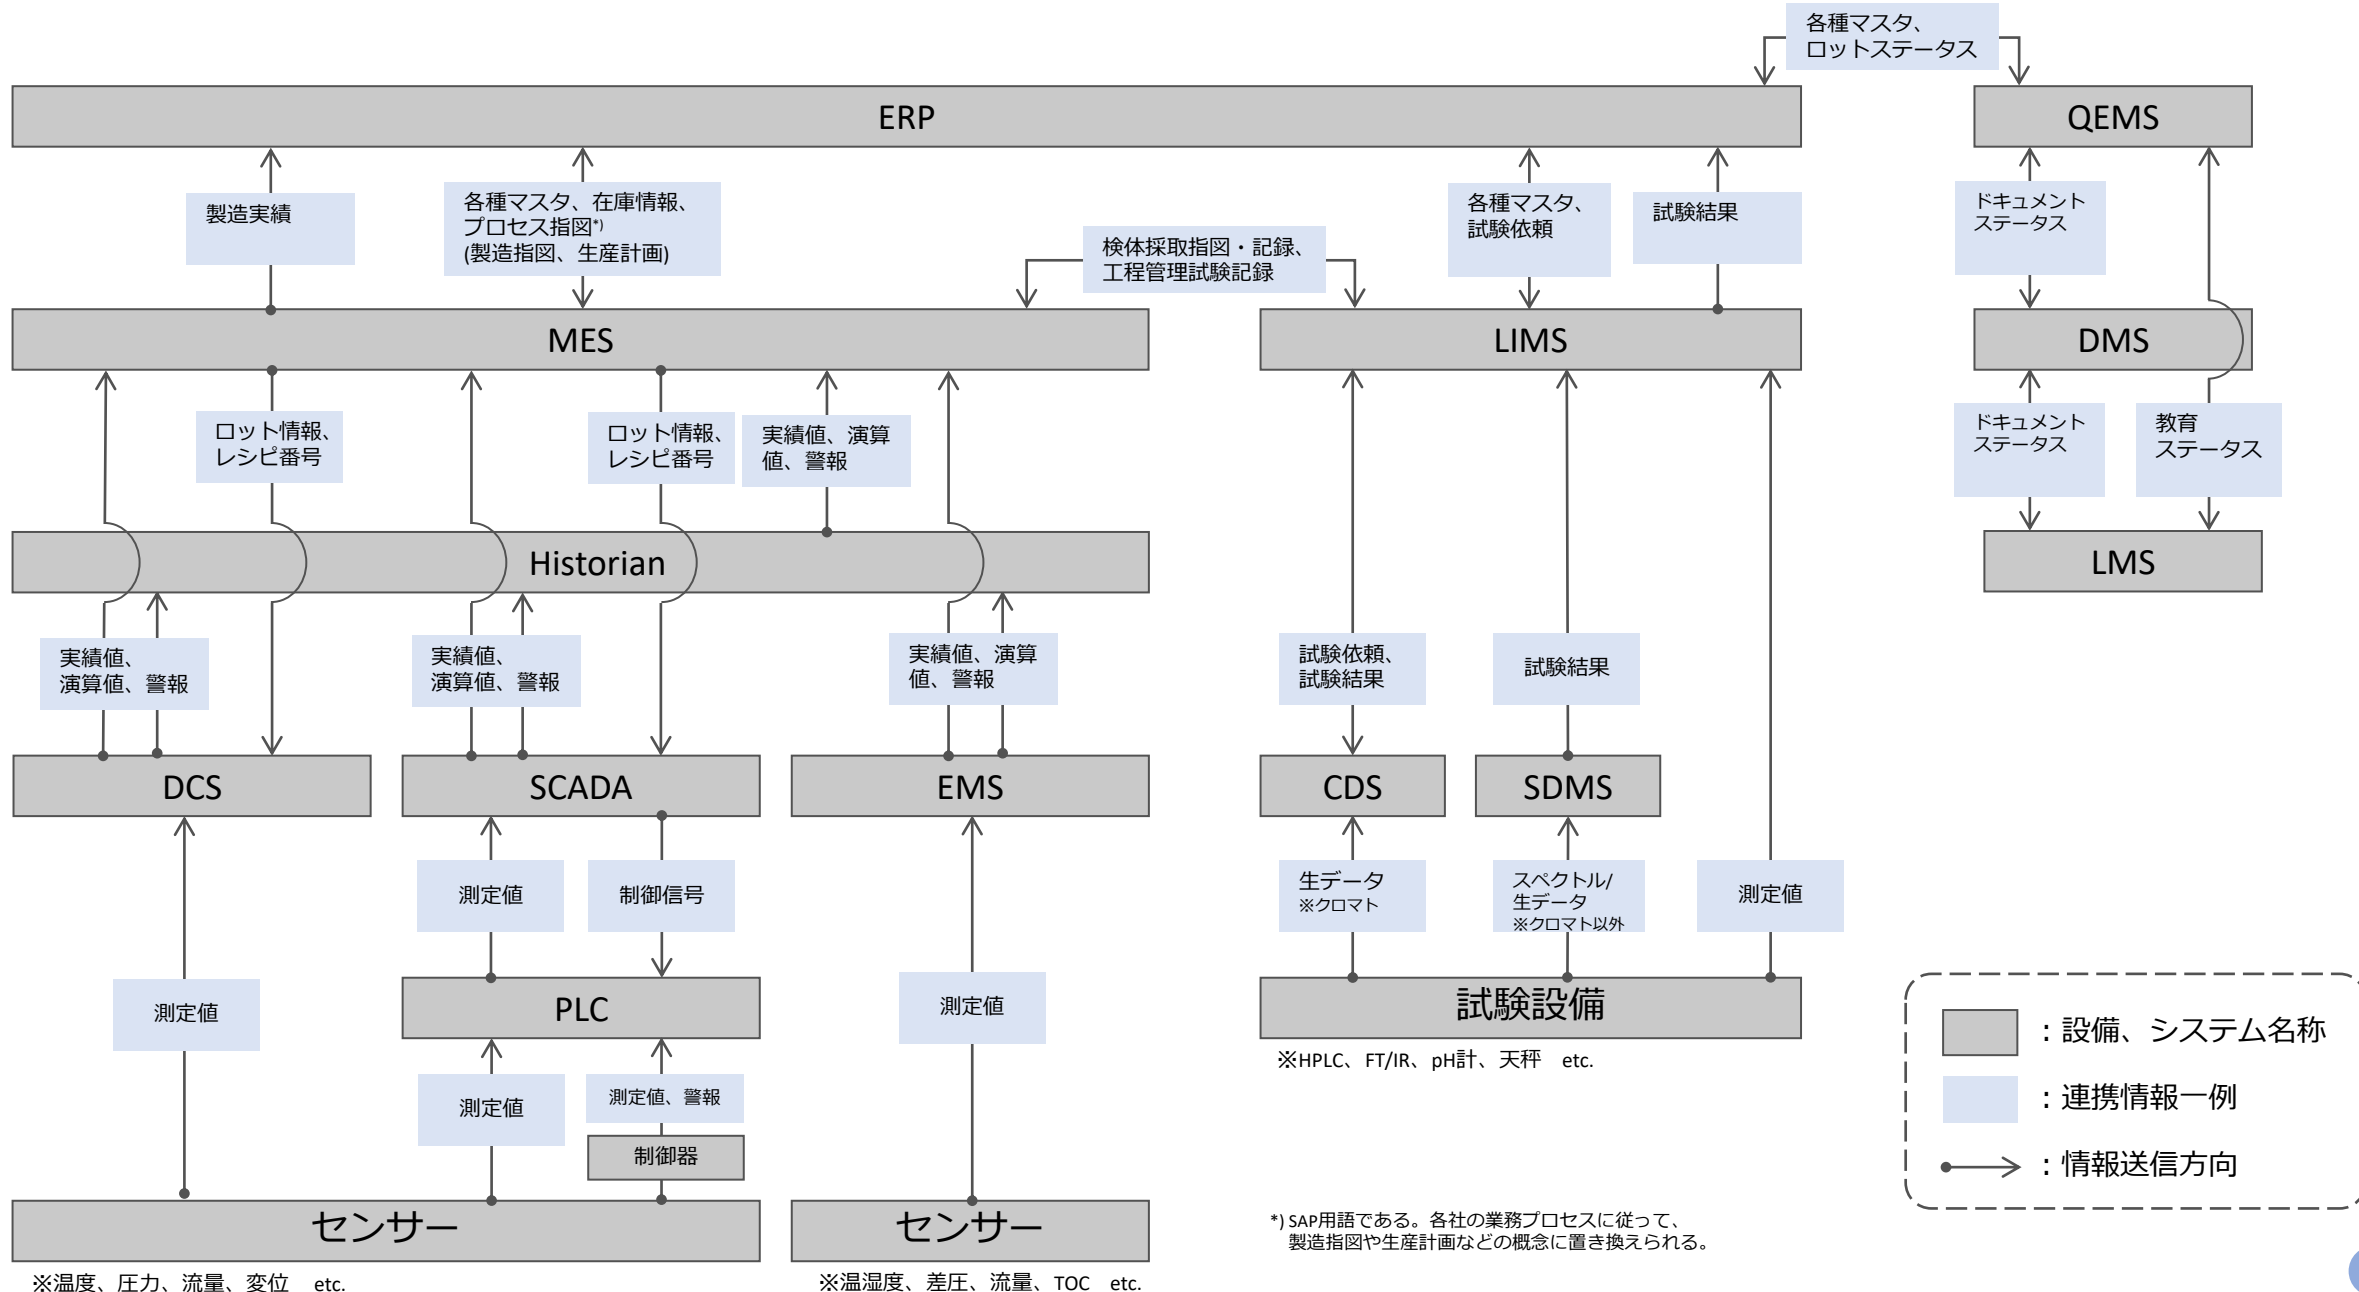 各種マスタ、
ロットステータス
ERP
QEMS
製造実績
各種マスタ、在庫情報、
プロセス指図*)
(製造指図、生産計画)
検体採取指図・記録、
工程管理試験記録
各種マスタ、
試験依頼
試験結果
ドキュメント
ステータス
MES
LIMS
DMS
ロット情報、
レシピ番号
ロット情報、
レシピ番号
実績値、演算
値、警報
ドキュメント
ステータス
教育
ステータス
Historian
LMS
実績値、
演算値、警報
実績値、
演算値、警報
実績値、演算
値、警報
試験依頼、
試験結果
試験結果
DCS
SCADA
EMS
CDS
SDMS
測定値
制御信号
生データ
※クロマト
スペクトル/
生データ
※クロマト以外
測定値
測定値
PLC
測定値
試験設備
※HPLC、FT/IR、pH計、天秤 etc.
測定値
測定値、警報
制御器
センサー
センサー
※温度、圧力、流量、変位 etc.
※温湿度、差圧、流量、TOC etc.
：設備、システム名称
：連携情報一例
：情報送信方向
*) SAP用語である。各社の業務プロセスに従って、
製造指図や生産計画などの概念に置き換えられる。